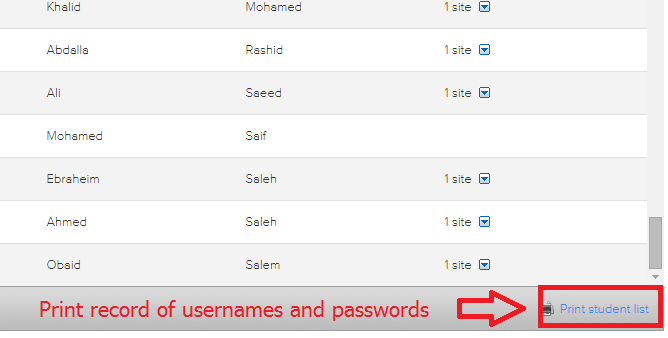 Khalid Mohamed 1 site
Abdalla Rashid 1 site
Ali Saeed 1 site
Mohamed Saif
Ebraheim Saleh 1 site
Ahmed Saleh 1 site
Obaid Salem 1 site
Print record of usernames and passwords Print student list